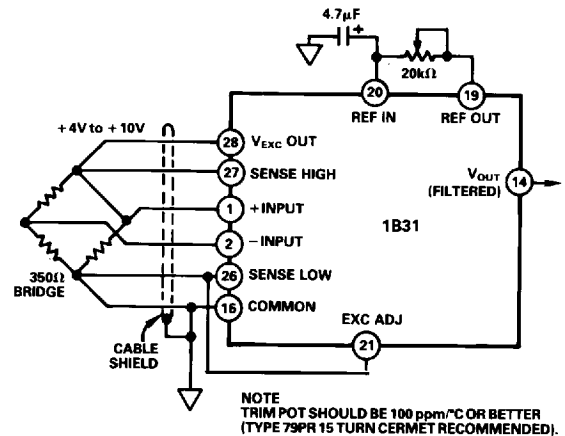 4.7µF
+
20kΩ
20
19
REF IN
REF OUT
+4V to +10V
28
V_EXC OUT
27
SENSE HIGH
V_OUT
(FILTERED)
14
1
+INPUT
1B31
2
−INPUT
350Ω
BRIDGE
26
SENSE LOW
16
COMMON
EXC ADJ
21
CABLE
SHIELD
NOTE
TRIM POT SHOULD BE 100 ppm/°C OR BETTER
(TYPE 79PR 15 TURN CERMET RECOMMENDED).